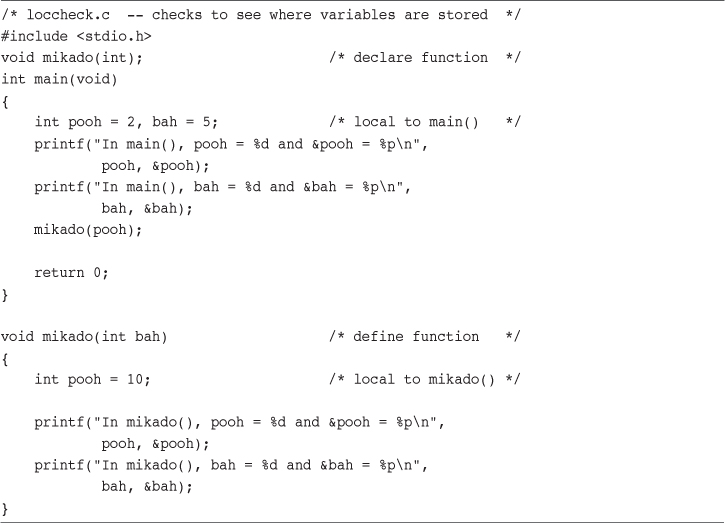 /* loccheck.c  -- checks to see where variables are stored  */
#include <stdio.h>
void mikado(int);                      /* declare function  */
int main(void)
{
    int pooh = 2, bah = 5;             /* local to main()   */
    printf("In main(), pooh = %d and &pooh = %p\n",
            pooh, &pooh);
    printf("In main(), bah = %d and &bah = %p\n",
            bah, &bah);
    mikado(pooh);

    return 0;
}

void mikado(int bah)                   /* define function   */
{
    int pooh = 10;                     /* local to mikado() */

    printf("In mikado(), pooh = %d and &pooh = %p\n",
            pooh, &pooh);
    printf("In mikado(), bah = %d and &bah = %p\n",
            bah, &bah);
}